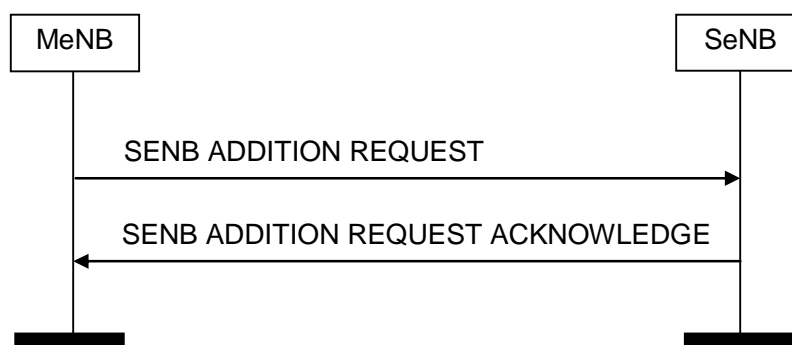 MeNB
SeNB
SENB ADDITION REQUEST
SENB ADDITION REQUEST ACKNOWLEDGE